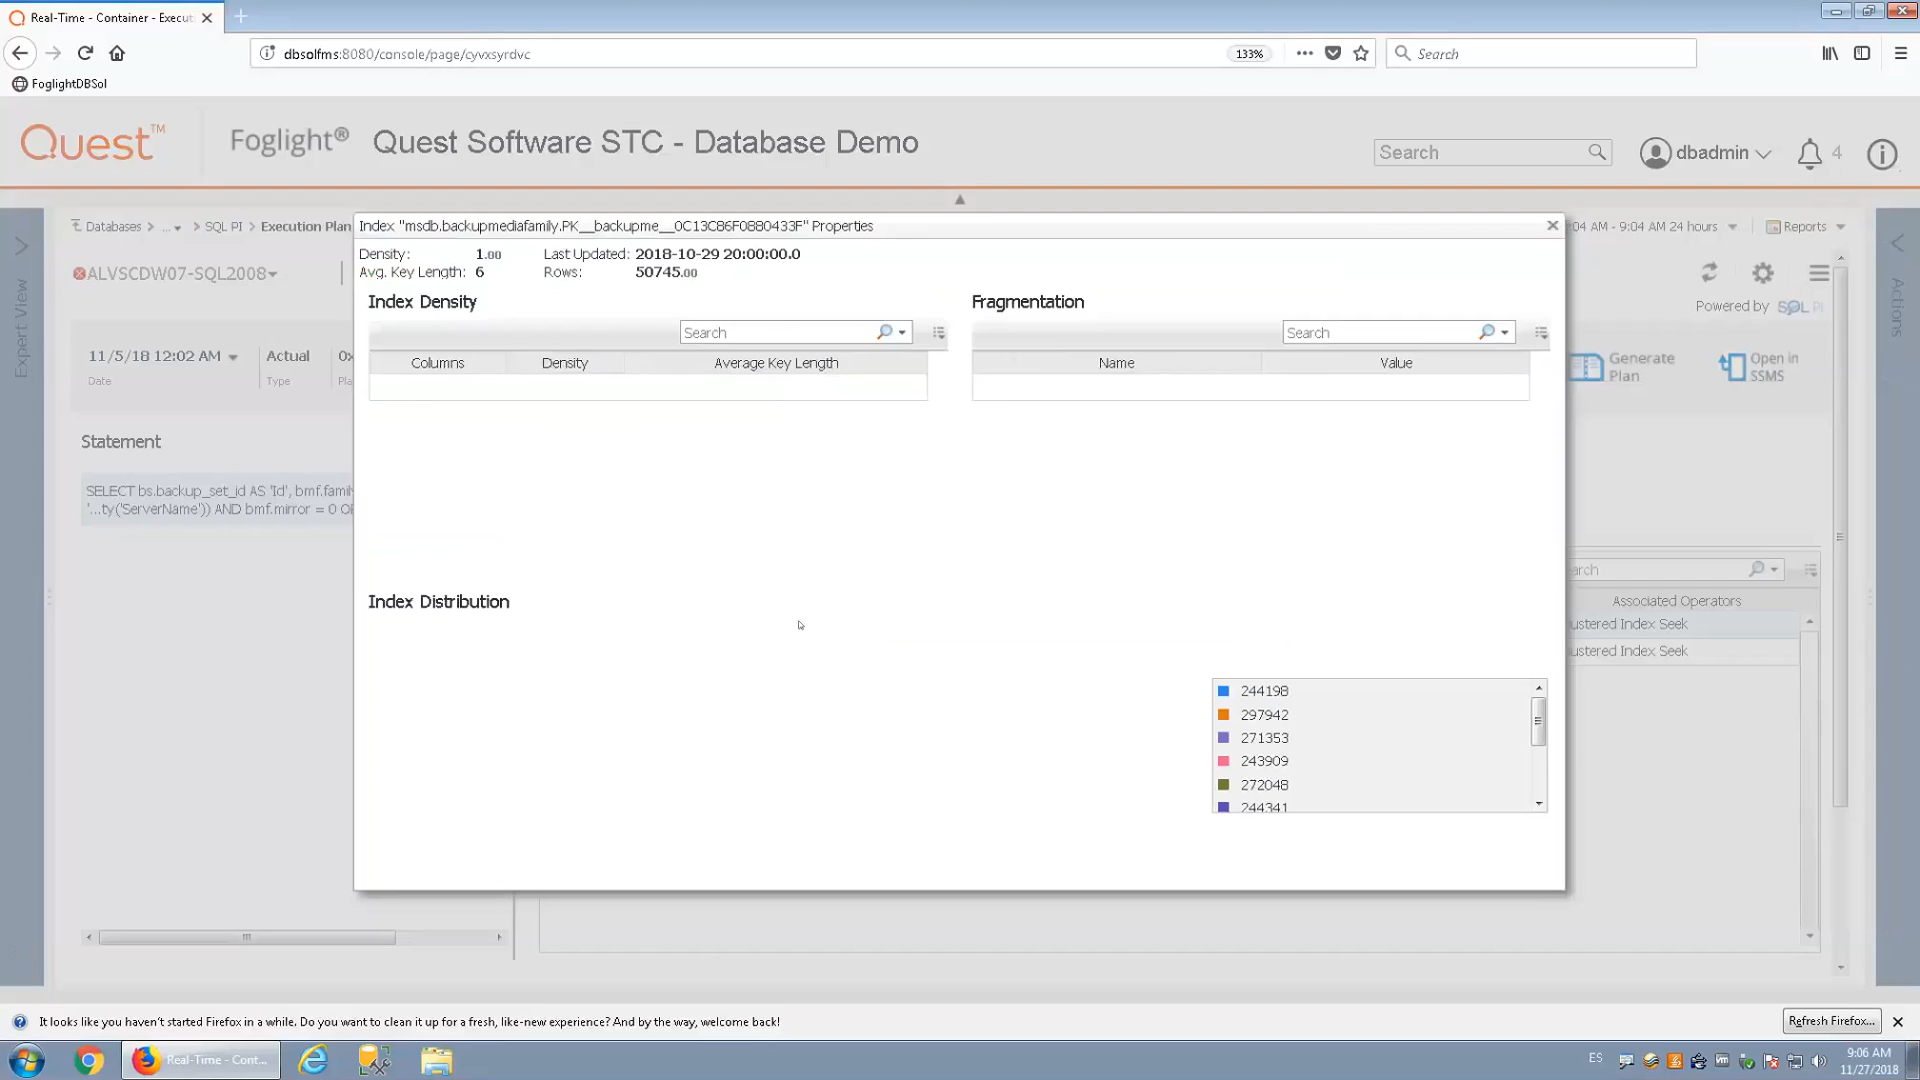 Real-Time - Container - Execut
dbsolfms:8080/console/page/cyvxsyrdvc
133%
Search
FoglightDBSol
Quest™
Foglight®
Quest Software STC - Database Demo
Search
dbadmin
4
Databases
...
SQL PI
Execution Plan
:04 AM - 9:04 AM 24 hours
Reports
Index "msdb.backupmediafamily.PK__backupme__0C13C86F0880433F" Properties
Density: 1.00
Last Updated: 2018-10-29 20:00:00.0
Avg. Key Length: 6
Rows: 50745.00
ALVSCDW07-SQL2008
Index Density
Fragmentation
Powered by SQL PI
Search
Search
Columns
Density
Average Key Length
Name
Value
11/5/18 12:02 AM
Date
Actual
Type
0x
Pla
Generate
Plan
Open in
SSMS
Expert View
Actions
Statement
SELECT bs.backup_set_id AS 'Id', bmf.famil
'...ty('ServerName')) AND bmf.mirror = 0 O
arch
Associated Operators
ustered Index Seek
ustered Index Seek
Index Distribution
244198
297942
271353
243909
272048
244341
It looks like you haven't started Firefox in a while. Do you want to clean it up for a fresh, like-new experience? And by the way, welcome back!
Refresh Firefox...
Real-Time - Cont...
ES
9:06 AM
11/27/2018